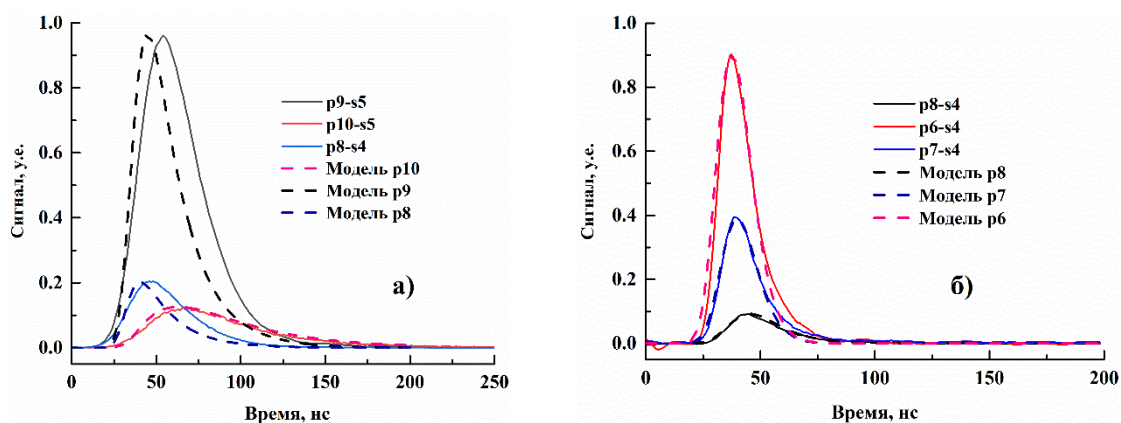 1.0
0.8
0.6
0.4
0.2
0.0
Сигнал, у.е.
p9-s5
p10-s5
p8-s4
Модель p10
Модель p9
Модель p8
а)
0 50 100 150 200 250
Время, нс
1.0
0.8
0.6
0.4
0.2
0.0
Сигнал, у.е.
p8-s4
p6-s4
p7-s4
Модель p8
Модель p7
Модель p6
б)
0 50 100 150 200
Время, нс